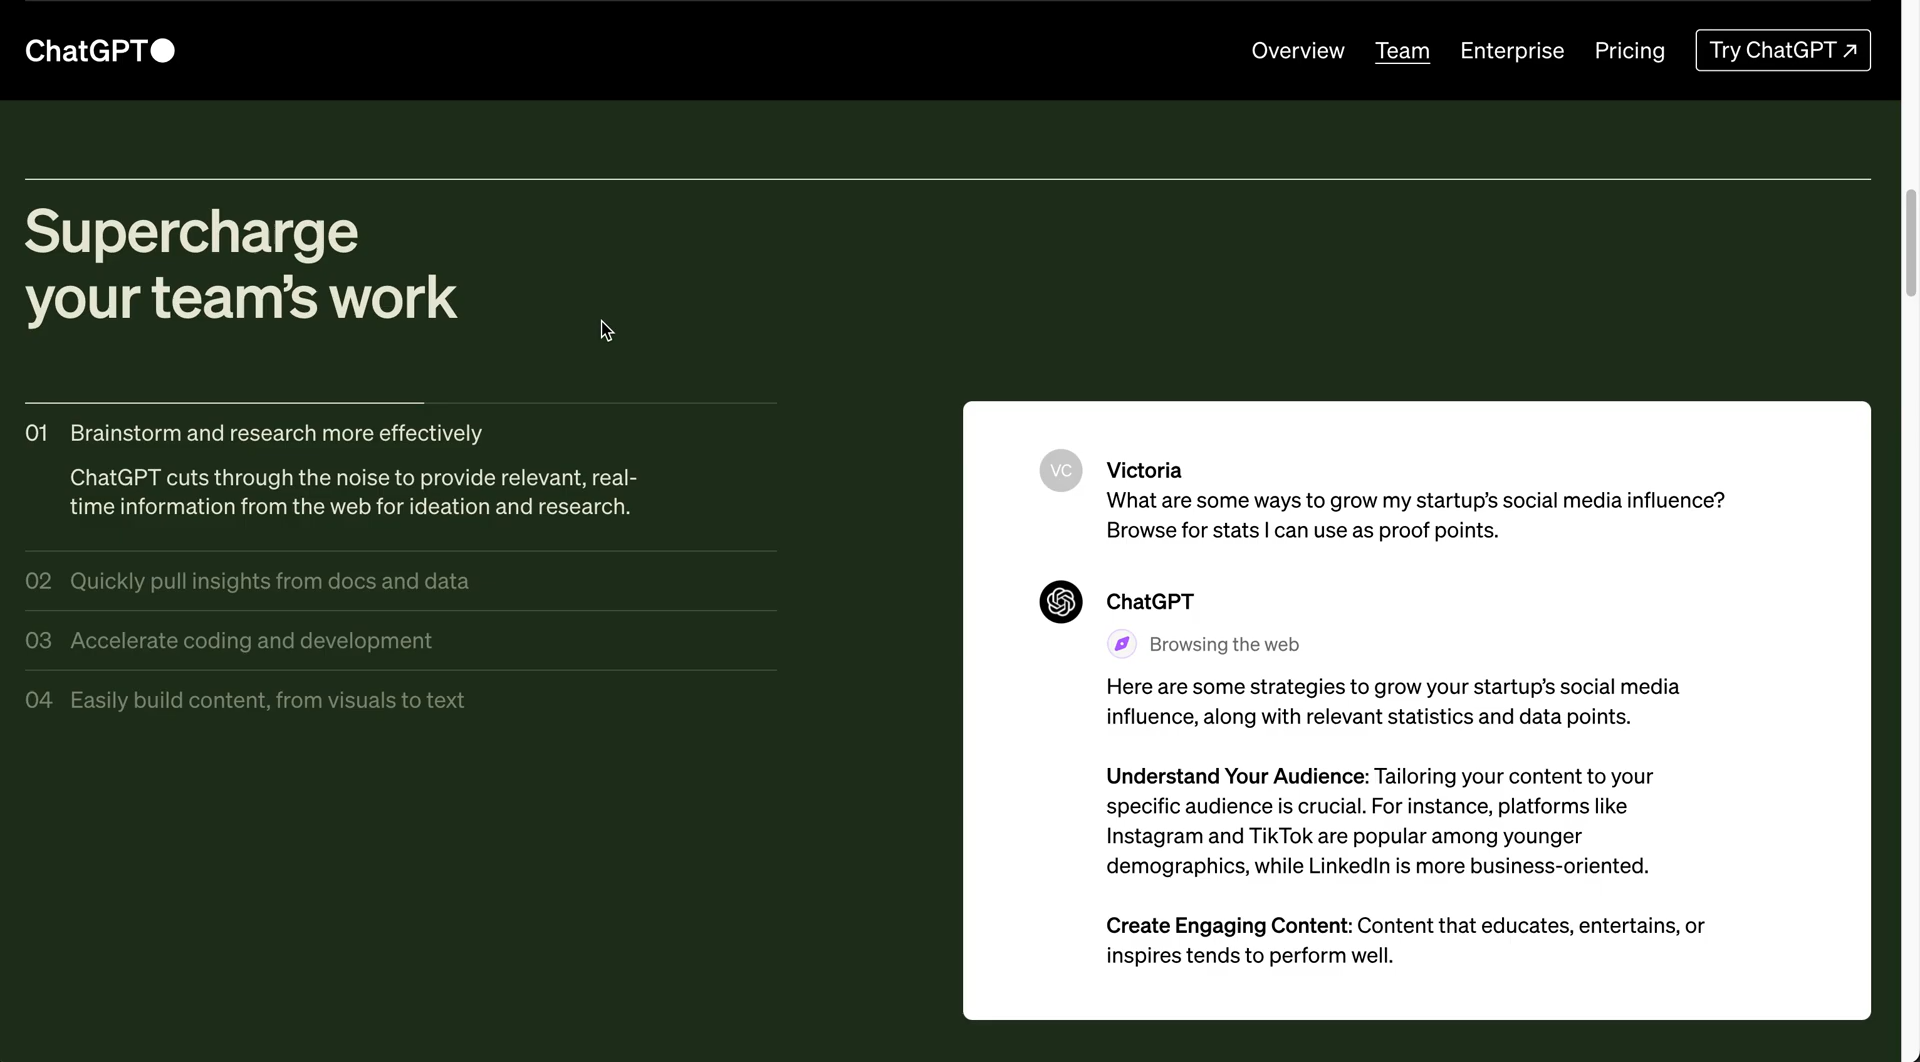 ChatGPT
Overview
Team
Enterprise
Pricing
Try ChatGPT ↗
Supercharge
your team’s work
01 Brainstorm and research more effectively
ChatGPT cuts through the noise to provide relevant, real-
time information from the web for ideation and research.
02 Quickly pull insights from docs and data
03 Accelerate coding and development
04 Easily build content, from visuals to text
VC
Victoria
What are some ways to grow my startup’s social media influence?
Browse for stats I can use as proof points.
ChatGPT
Browsing the web
Here are some strategies to grow your startup’s social media
influence, along with relevant statistics and data points.
Understand Your Audience: Tailoring your content to your
specific audience is crucial. For instance, platforms like
Instagram and TikTok are popular among younger
demographics, while LinkedIn is more business-oriented.
Create Engaging Content: Content that educates, entertains, or
inspires tends to perform well.